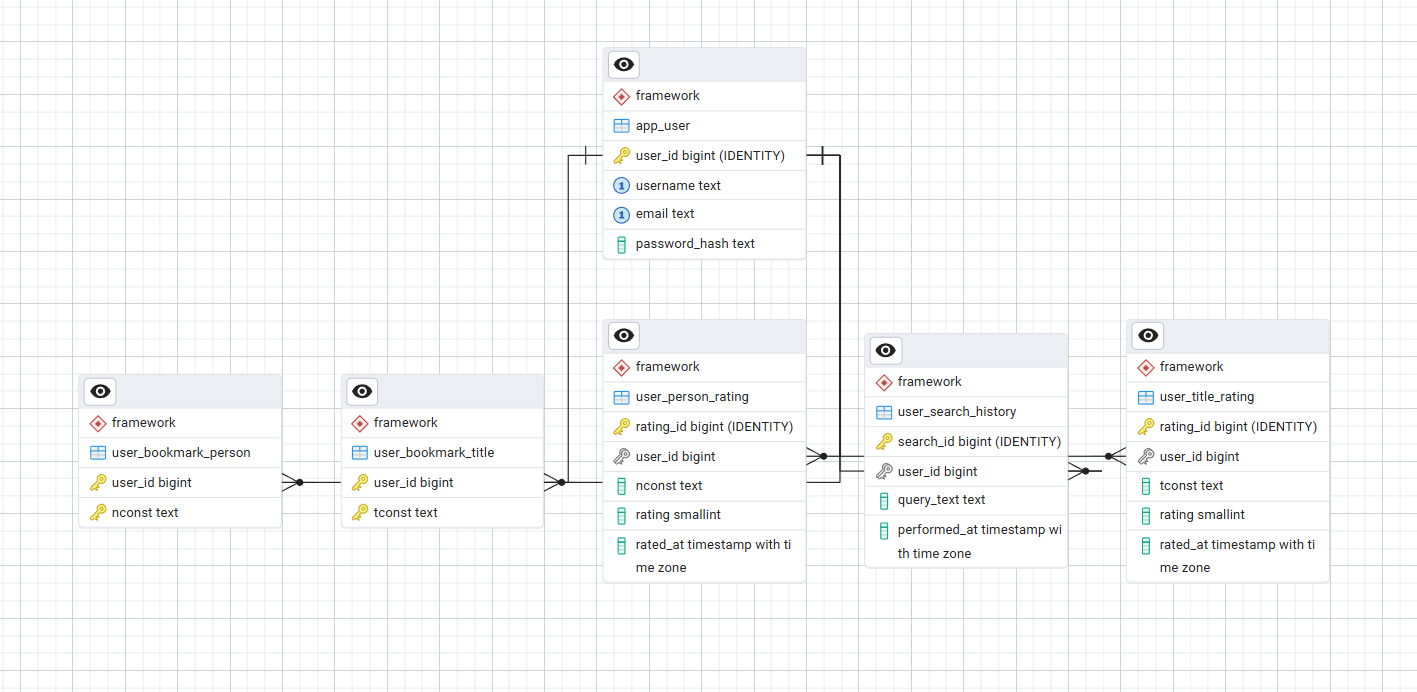 framework
app_user
user_id bigint (IDENTITY)
1 username text
1 email text
password_hash text
framework
user_bookmark_person
user_id bigint
nconst text
framework
user_bookmark_title
user_id bigint
tconst text
framework
user_person_rating
rating_id bigint (IDENTITY)
user_id bigint
nconst text
rating smallint
rated_at timestamp with ti
me zone
framework
user_search_history
search_id bigint (IDENTITY)
user_id bigint
query_text text
performed_at timestamp wi
th time zone
framework
user_title_rating
rating_id bigint (IDENTITY)
user_id bigint
tconst text
rating smallint
rated_at timestamp with ti
me zone